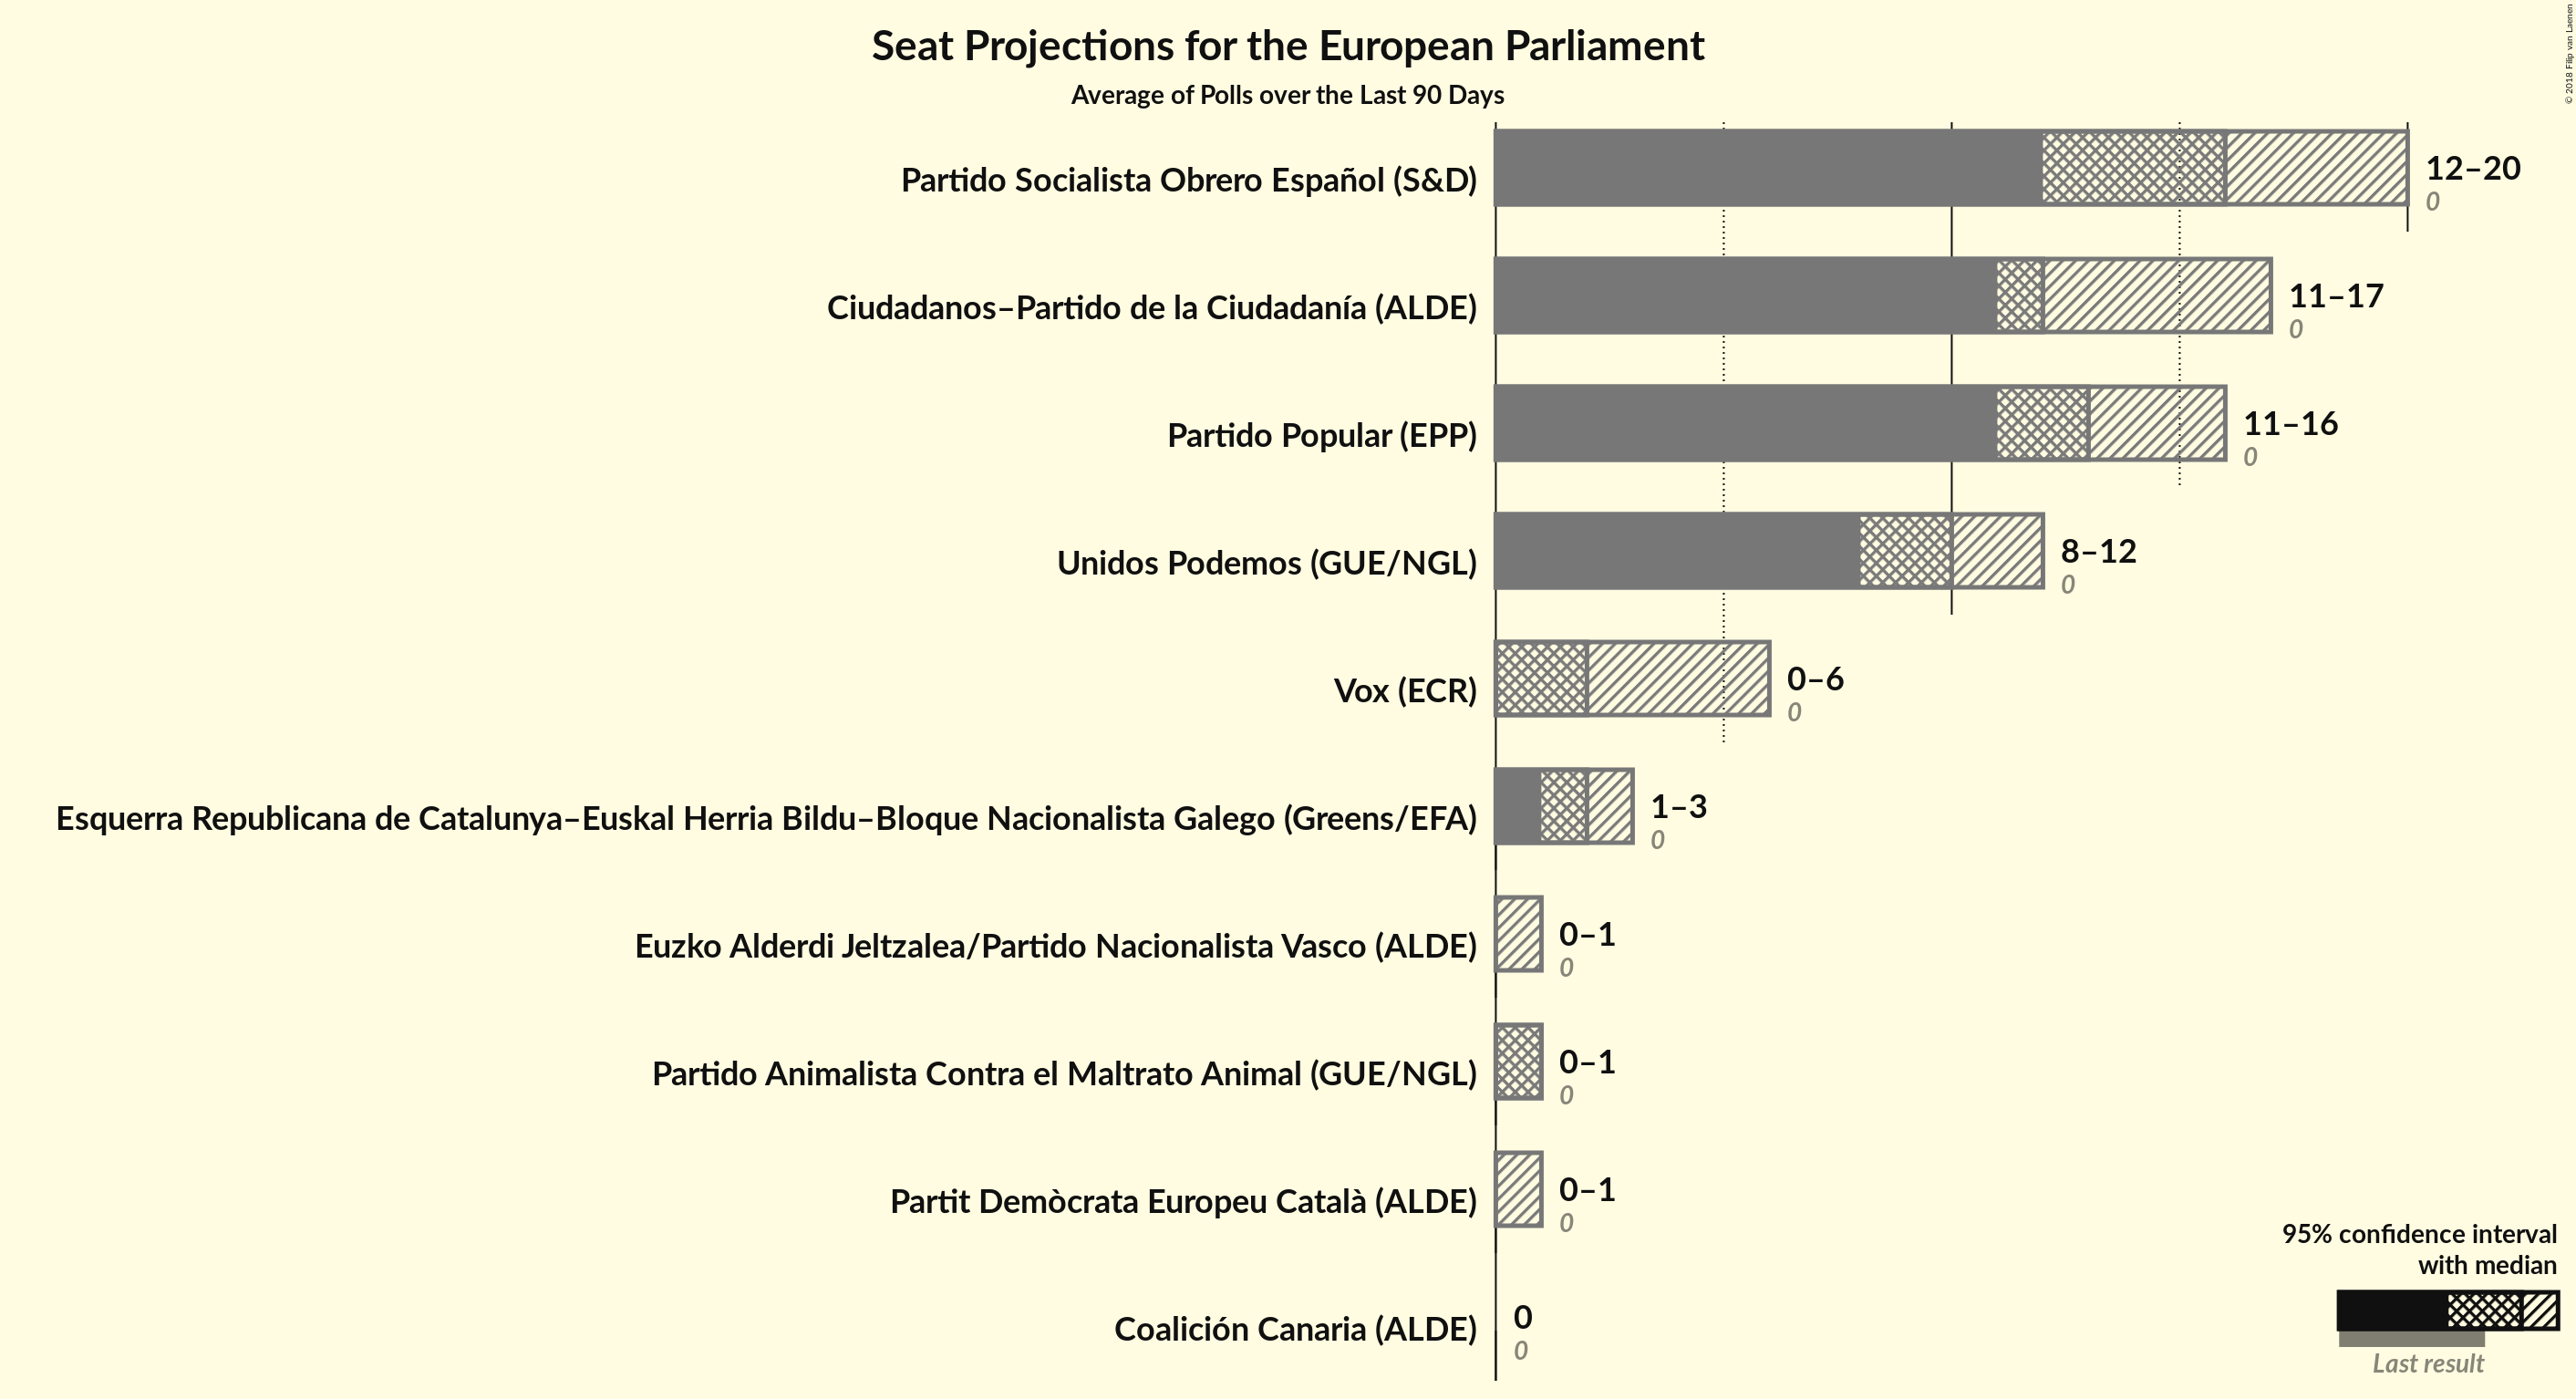 Seat Projections for the European Parliament
Average of Polls over the Last 90 Days
© 2018 Filip van Laenen
Partido Socialista Obrero Español (S&D)
12–20
0
Ciudadanos–Partido de la Ciudadanía (ALDE)
11–17
0
Partido Popular (EPP)
11–16
0
Unidos Podemos (GUE/NGL)
8–12
0
Vox (ECR)
0–6
0
Esquerra Republicana de Catalunya–Euskal Herria Bildu–Bloque Nacionalista Galego (Greens/EFA)
1–3
0
Euzko Alderdi Jeltzalea/Partido Nacionalista Vasco (ALDE)
0–1
0
Partido Animalista Contra el Maltrato Animal (GUE/NGL)
0–1
0
Partit Demòcrata Europeu Català (ALDE)
0–1
0
Coalición Canaria (ALDE)
0
0
95% confidence interval
with median
Last result